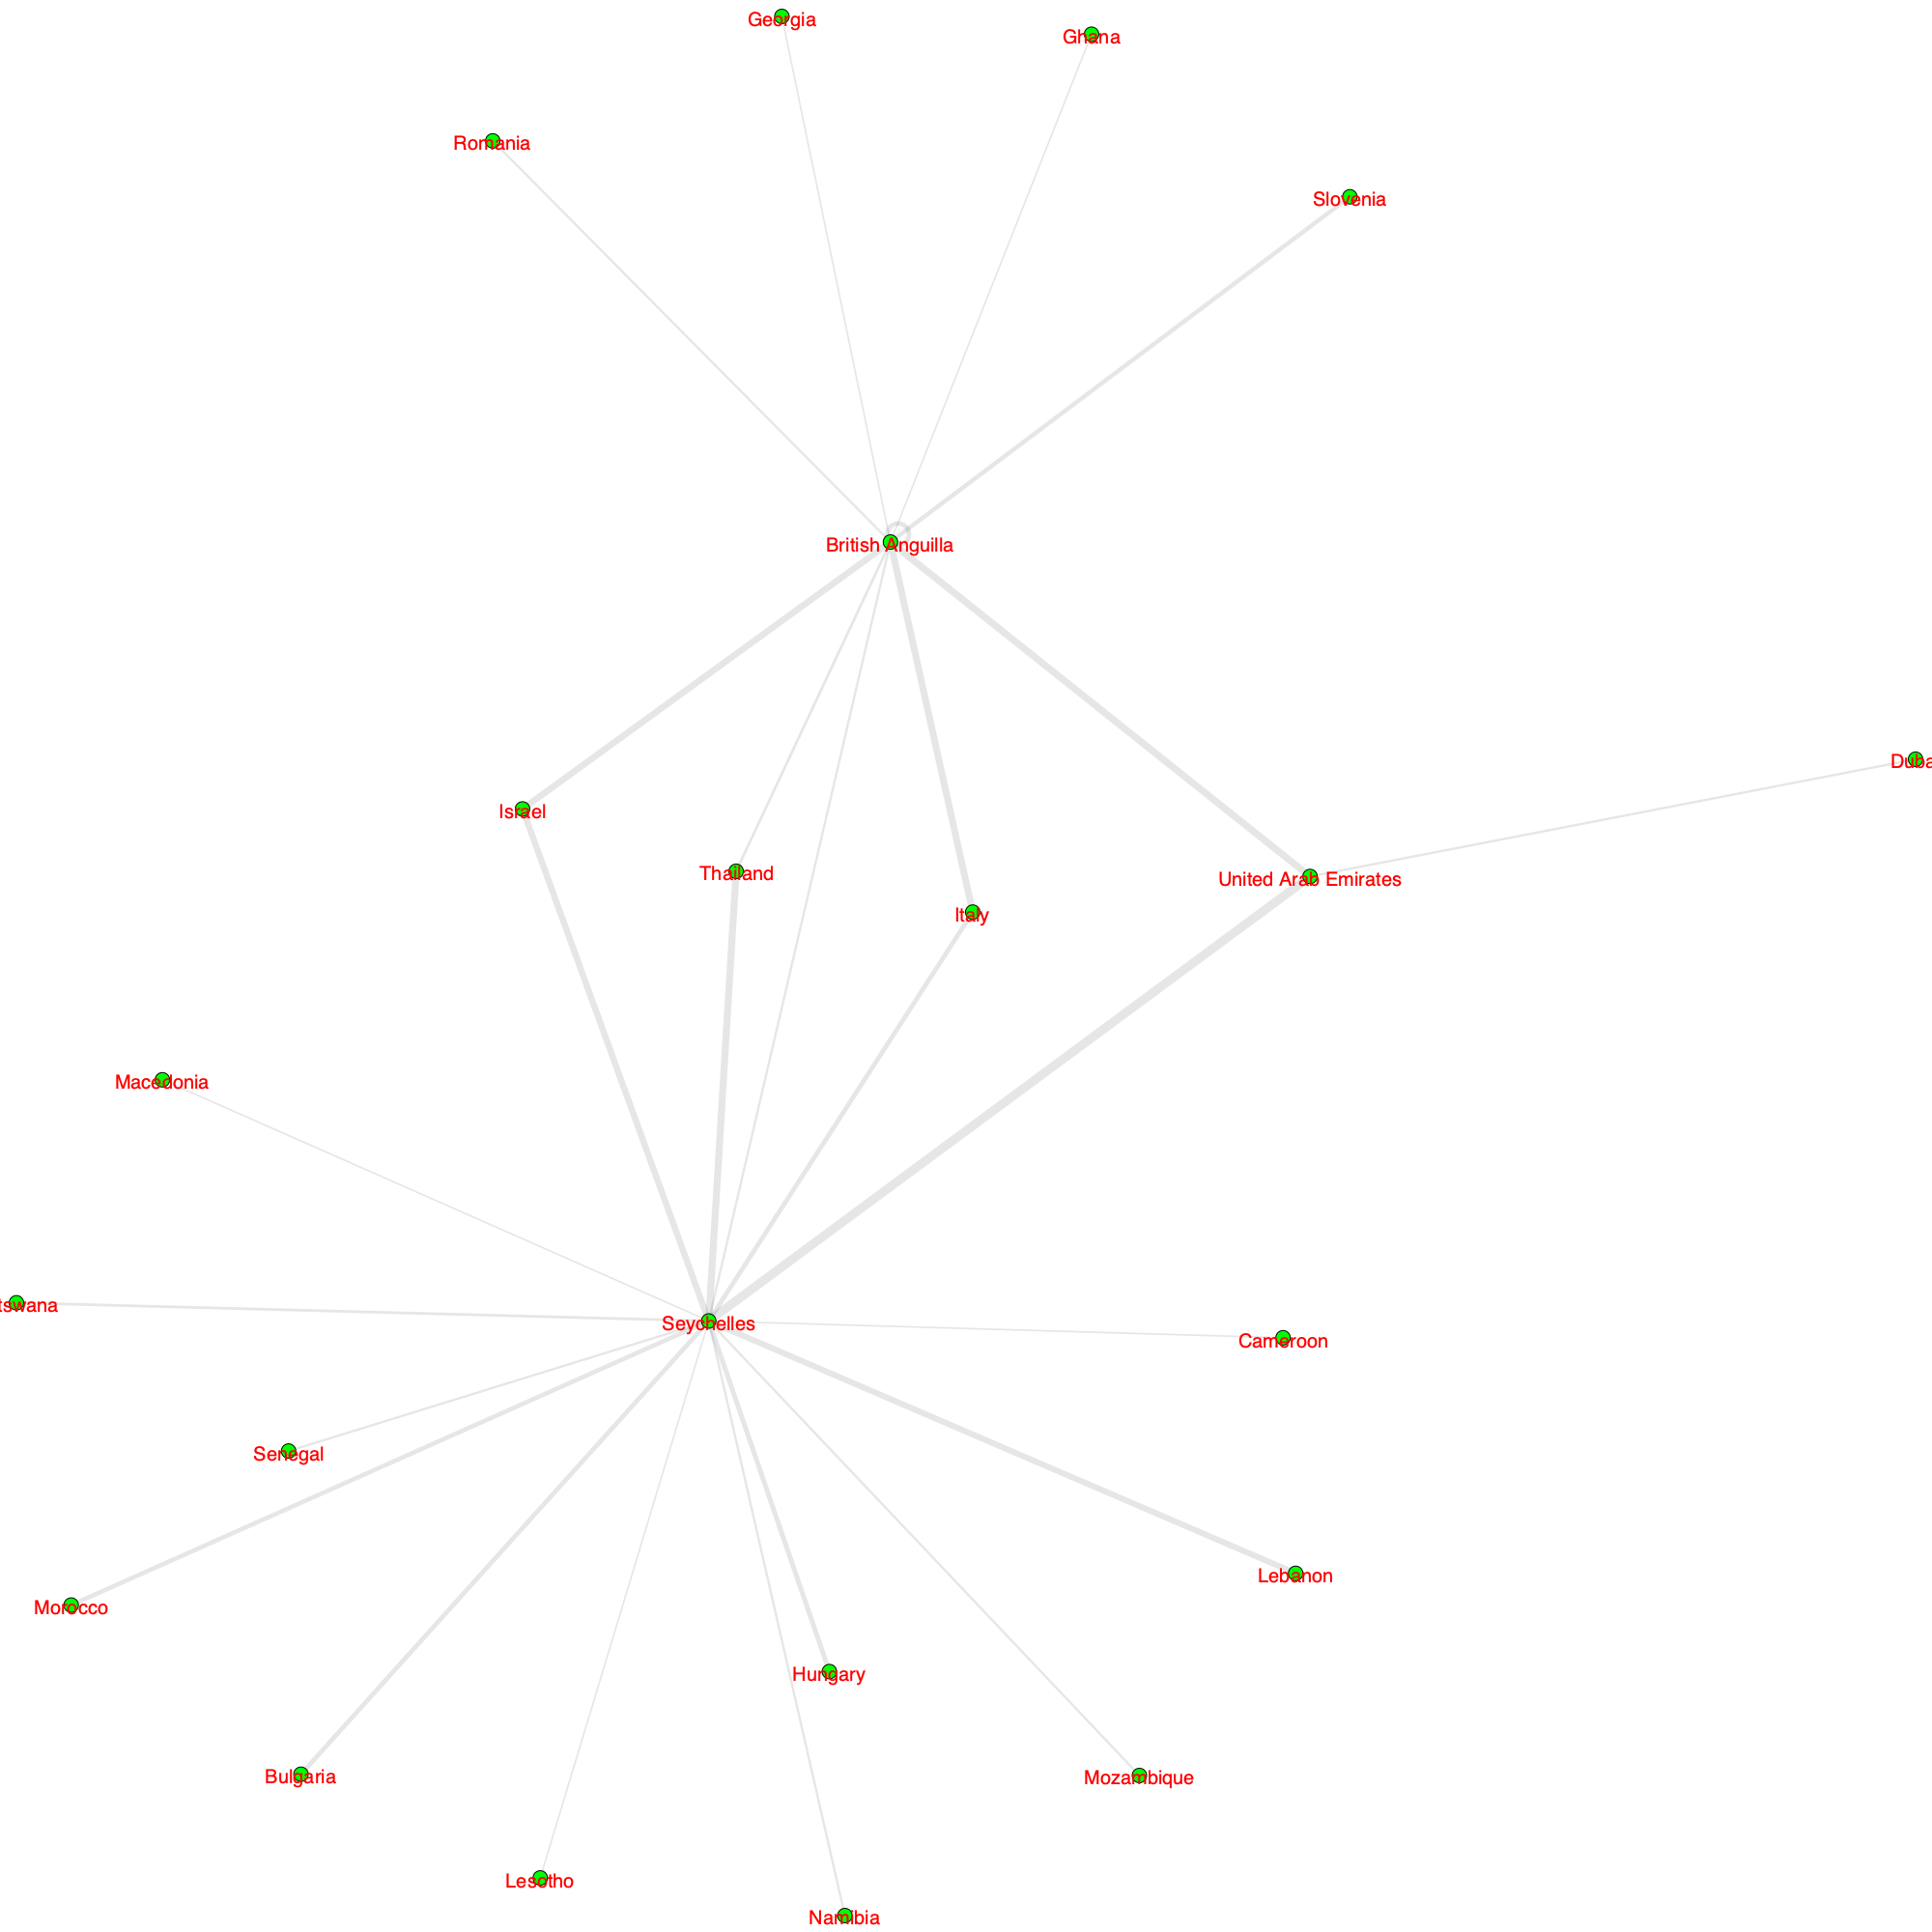 Georgia
Ghana
Romania
Slovenia
British Anguilla
Duba
Israel
Thailand
United Arab Emirates
Italy
Macedonia
tswana
Seychelles
Cameroon
Senegal
Lebanon
Morocco
Hungary
Bulgaria
Mozambique
Lesotho
Namibia